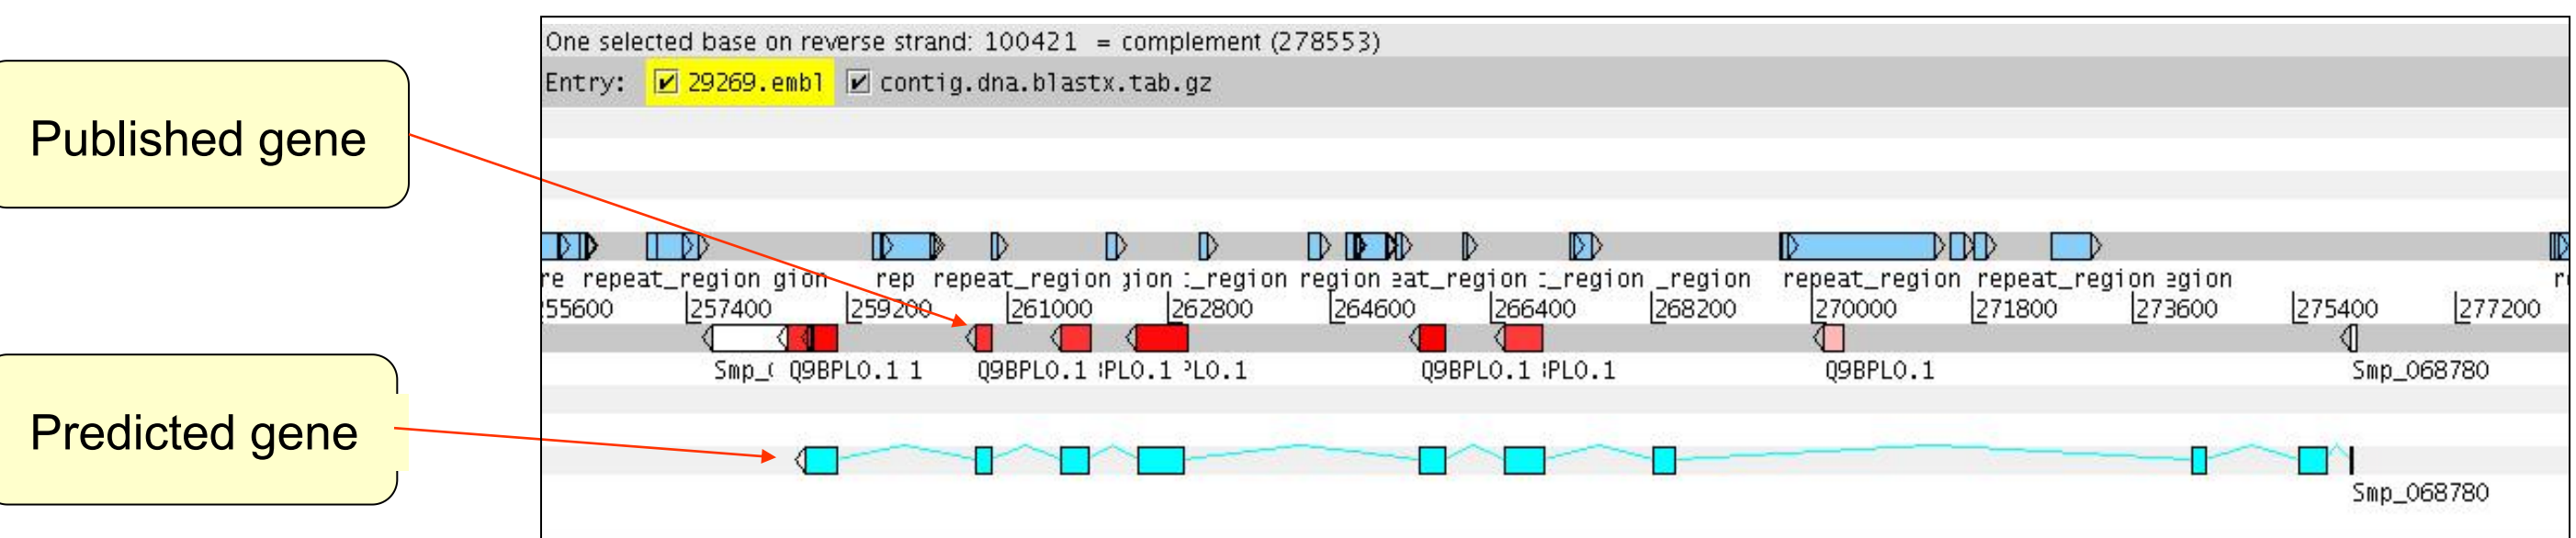 Published gene
Predicted gene
One selected base on reverse strand: 100421 = complement (278553)
Entry: 29269.embl contig.dna.blastx.tab.gz
re repeat_region gion rep repeat_region gion :_region region eat_region :_region _region repeat_region repeat_region egion
55600 257400 259200 261000 262800 264600 266400 268200 270000 271800 273600 275400 277200
Smp_ Q9BPL0.1 1 Q9BPL0.1 PL0.1 PL0.1 Q9BPL0.1 PL0.1 Q9BPL0.1 Smp_068780
Smp_068780